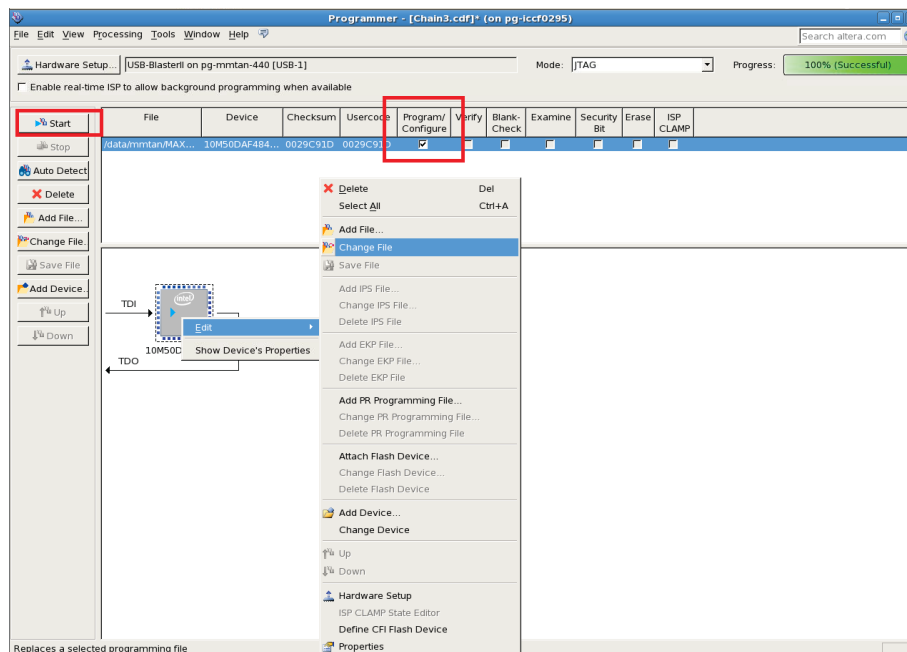 Programmer - [Chain3.cdf]* (on pg-iccf0295)
File Edit View Processing Tools Window Help
Search altera.com
Hardware Setup... USB-BlasterII on pg-mmtan-440 [USB-1] Mode: JTAG Progress: 100% (Successful)
Enable real-time ISP to allow background programming when available
Start
Stop
Auto Detect
Delete
Add File...
Change File.
Save File
Add Device.
Up
Down
File Device Checksum Usercode Program/ Verify Blank- Examine Security Erase ISP
Configure Check Bit CLAMP
/data/mmtan/MAX... 10M50DAF484... 0029C91D 0029C91D
TDI
intel
10M50D
TDO
Edit
Show Device's Properties
Delete Del
Select All Ctrl+A
Add File...
Change File
Save File
Add IPS File...
Change IPS File...
Delete IPS File
Add EKP File...
Change EKP File...
Delete EKP File
Add PR Programming File...
Change PR Programming File...
Delete PR Programming File
Attach Flash Device...
Change Flash Device...
Delete Flash Device
Add Device...
Change Device
Up
Down
Hardware Setup
ISP CLAMP State Editor
Define CFI Flash Device
Properties
Replaces a selected programming file